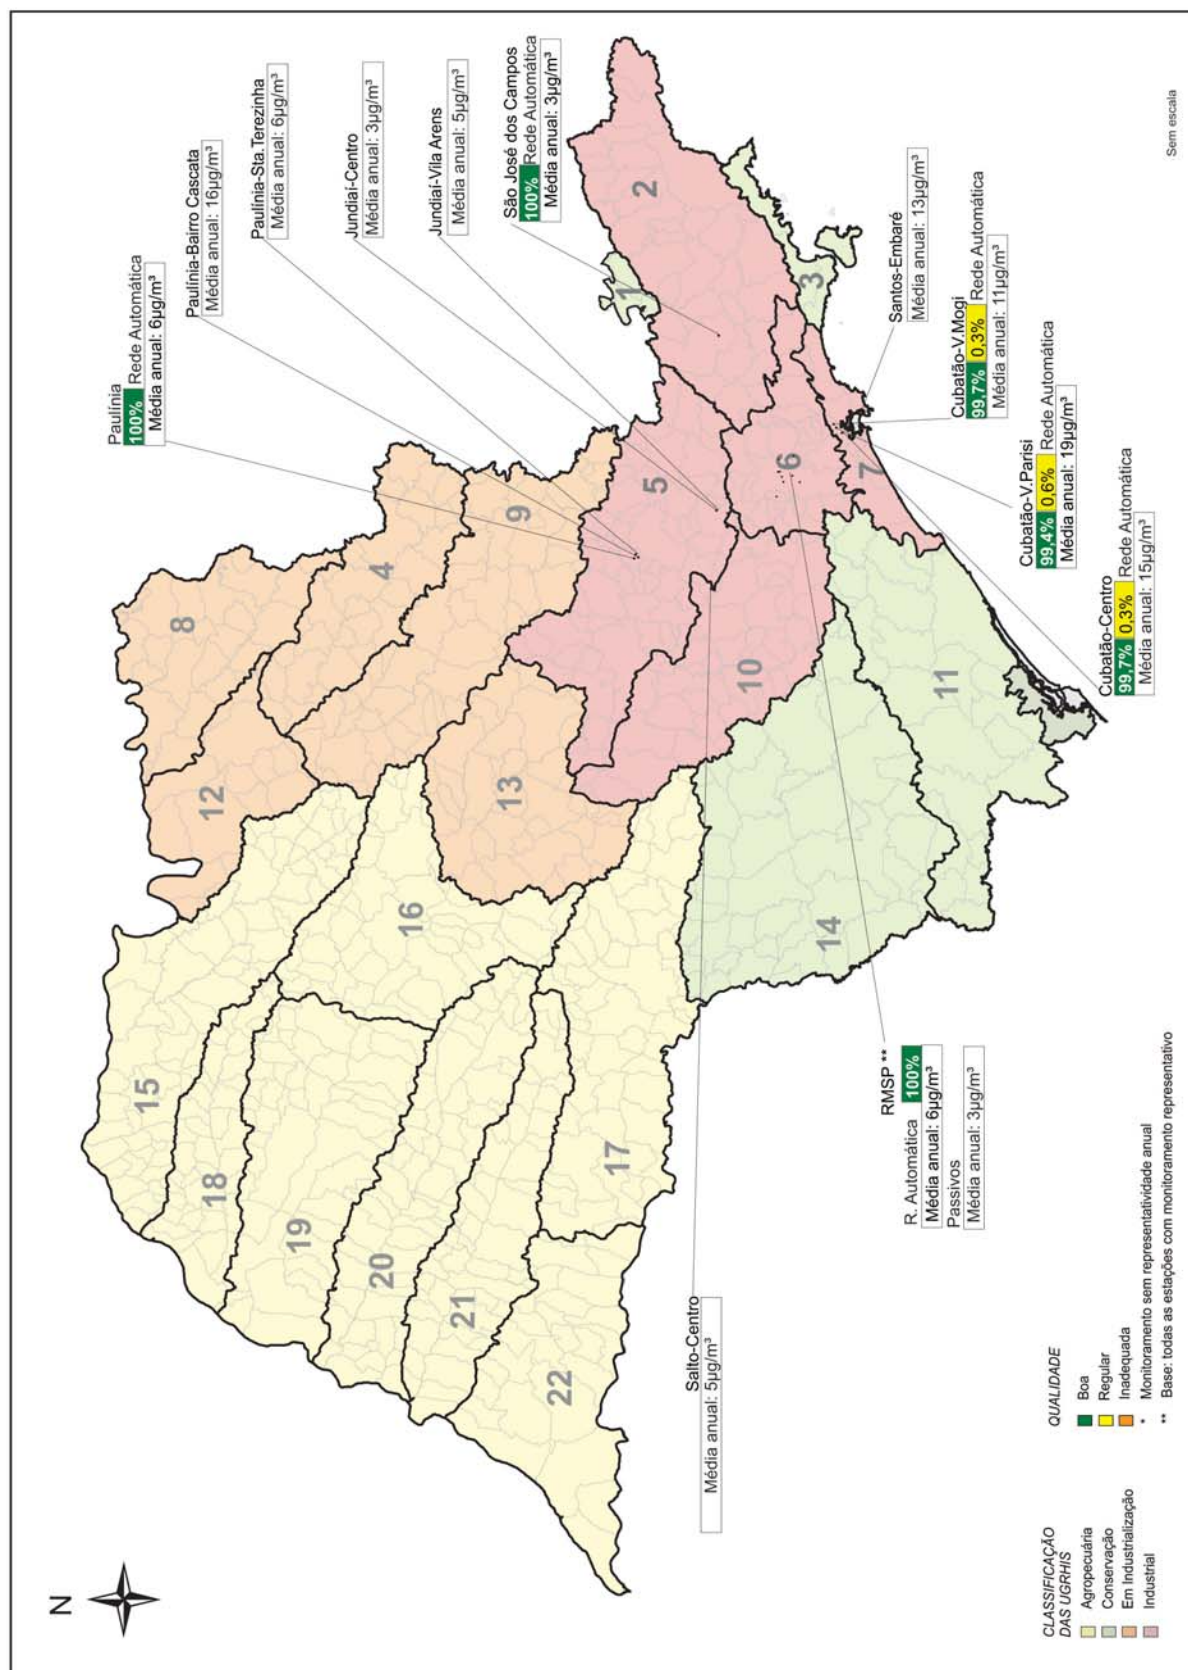 N
Paulínia
100% Rede Automática
Média anual: 6µg/m³
Paulínia-Bairro Cascata
Média anual: 16µg/m³
Paulínia-Sta.Terezinha
Média anual: 6µg/m³
Jundiaí-Centro
Média anual: 3µg/m³
Jundiaí-Vila Arens
Média anual: 5µg/m³
São José dos Campos
100% Rede Automática
Média anual: 3µg/m³
15
18
19
20
21
22
17
16
12
8
4
9
13
5
10
6
1
2
3
7
14
11
Santos-Embaré
Média anual: 13µg/m³
Cubatão-V.Mogi
99,7% 0,3% Rede Automática
Média anual: 11µg/m³
Cubatão-V.Parisi
99,4% 0,6% Rede Automática
Média anual: 19µg/m³
Cubatão-Centro
99,7% 0,3% Rede Automática
Média anual: 15µg/m³
RMSP **
R. Automática 100%
Média anual: 6µg/m³
Passivos
Média anual: 3µg/m³
Salto-Centro
Média anual: 5µg/m³
CLASSIFICAÇÃO
DAS UGRHIS
Agropecuária
Conservação
Em Industrialização
Industrial
QUALIDADE
Boa
Regular
Inadequada
* Monitoramento sem representatividade anual
** Base: todas as estações com monitoramento representativo
Sem escala